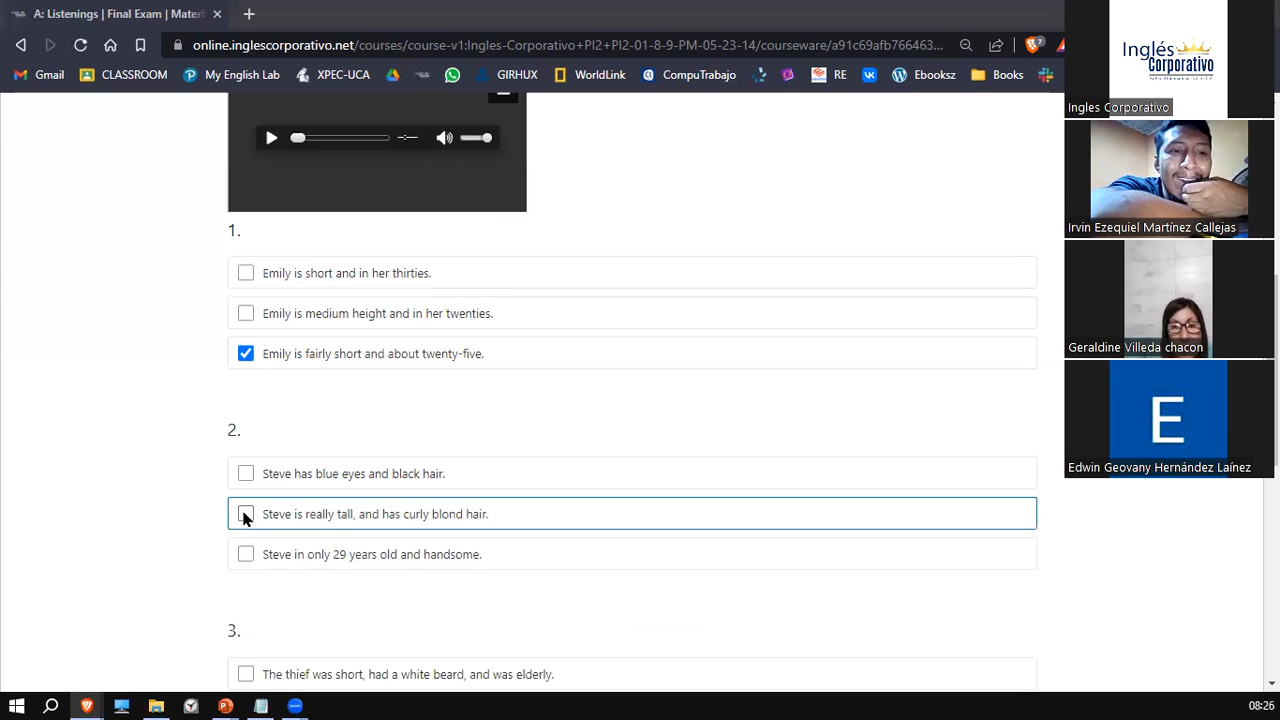 A: Listenings | Final Exam | Materi
online.inglescorporativo.net/courses/course-v1:Ingles-Corporativo+PI2+PI2-01-8-9-PM-05-23-14/courseware/a91c69afb766463...
Gmail CLASSROOM My English Lab XPECUCA GIRHUX WorldLink CompuTrabajo RE Ebooksz Books
Inglés
Corporativo
Ingles Corporativo
Irvin Ezequiel Martínez Callejas
Geraldine Villeda chacon
E
Edwin Geovany Hernández Laínez
1.
Emily is short and in her thirties.
Emily is medium height and in her twenties.
Emily is fairly short and about twenty-five.
2.
Steve has blue eyes and black hair.
Steve is really tall, and has curly blond hair.
Steve in only 29 years old and handsome.
3.
The thief was short, had a white beard, and was elderly.
08:26